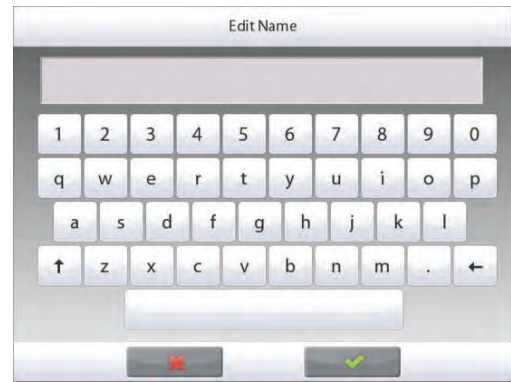 Edit Name
1 2 3 4 5 6 7 8 9 0
q w e r t y u i o p
a s d f g h j k l
↑ z x c v b n m . ←